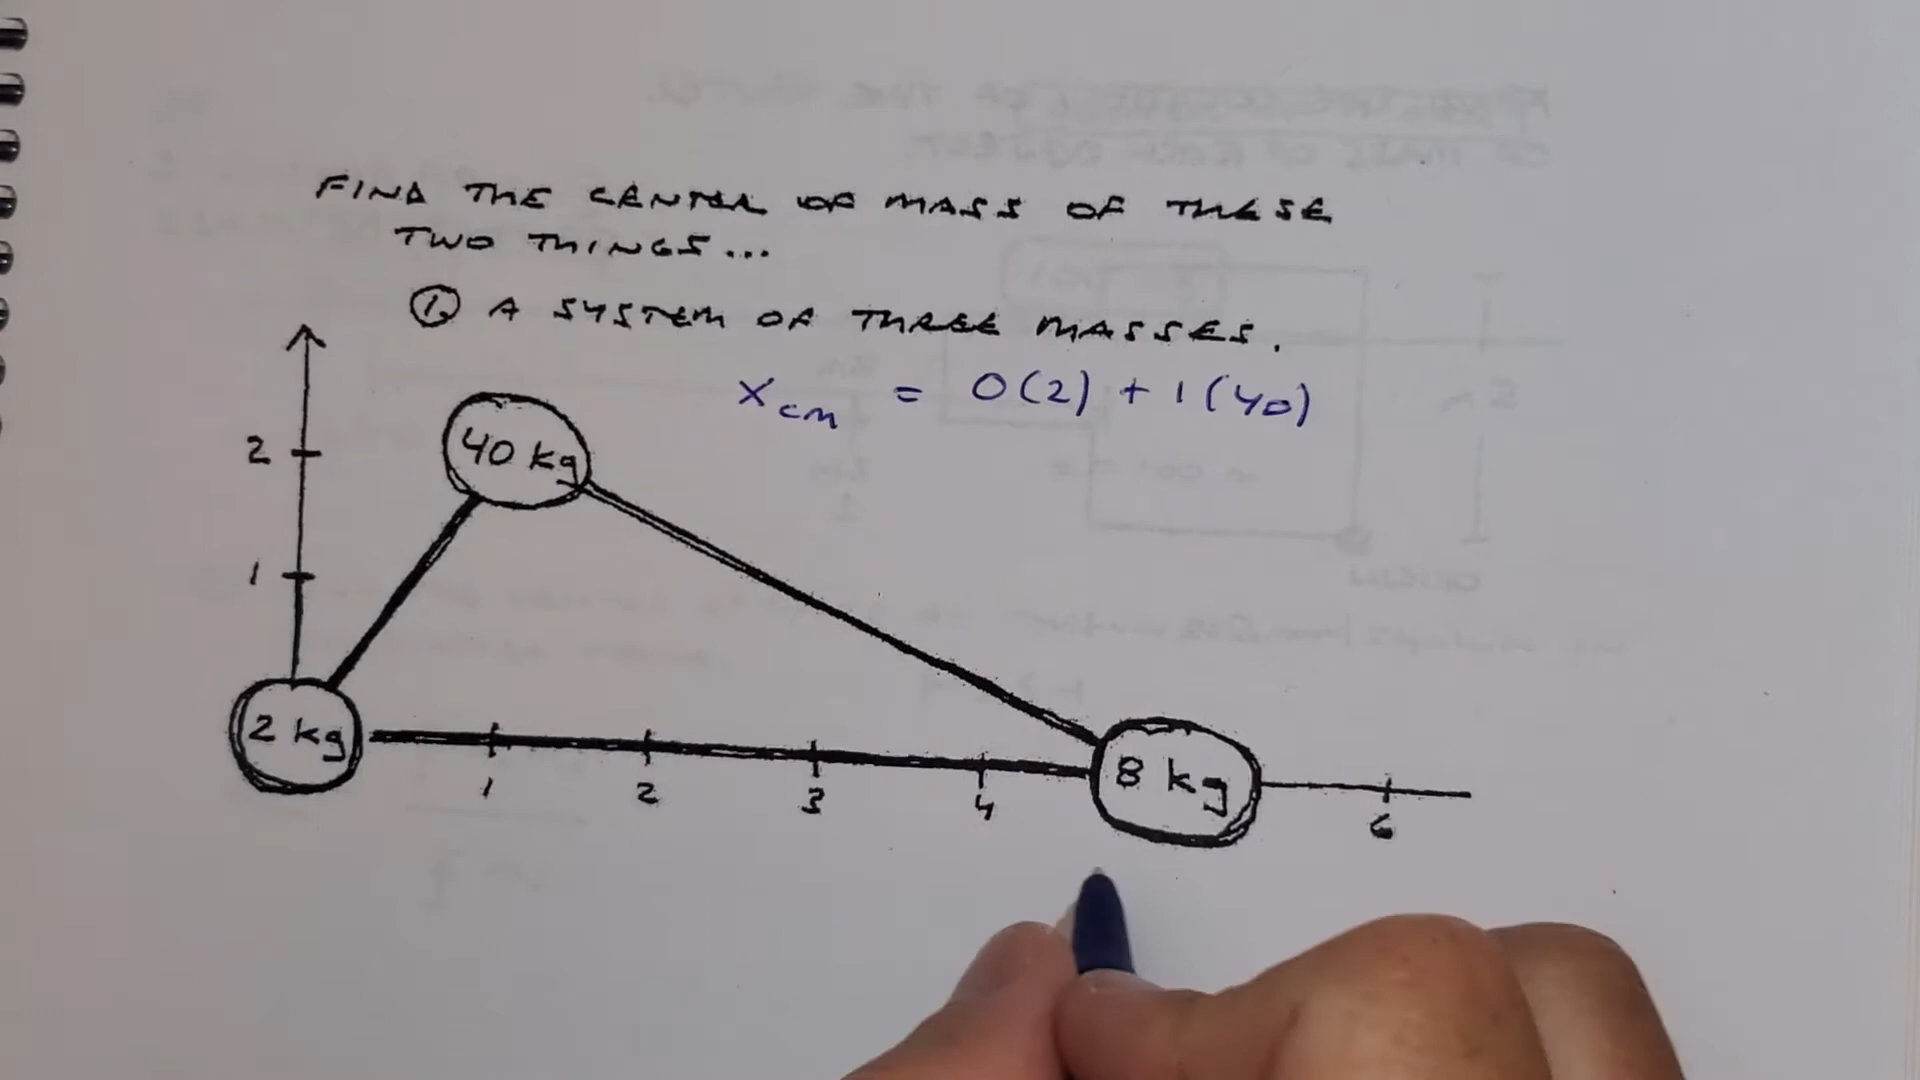 FIND THE CENTER OF MASS OF THESE
TWO THINGS...
① A SYSTEM OF THREE MASSES.
Xcm = 0(2) + 1(40)
2
40 kg
1
2 kg
8 kg
1 2 3 4 6